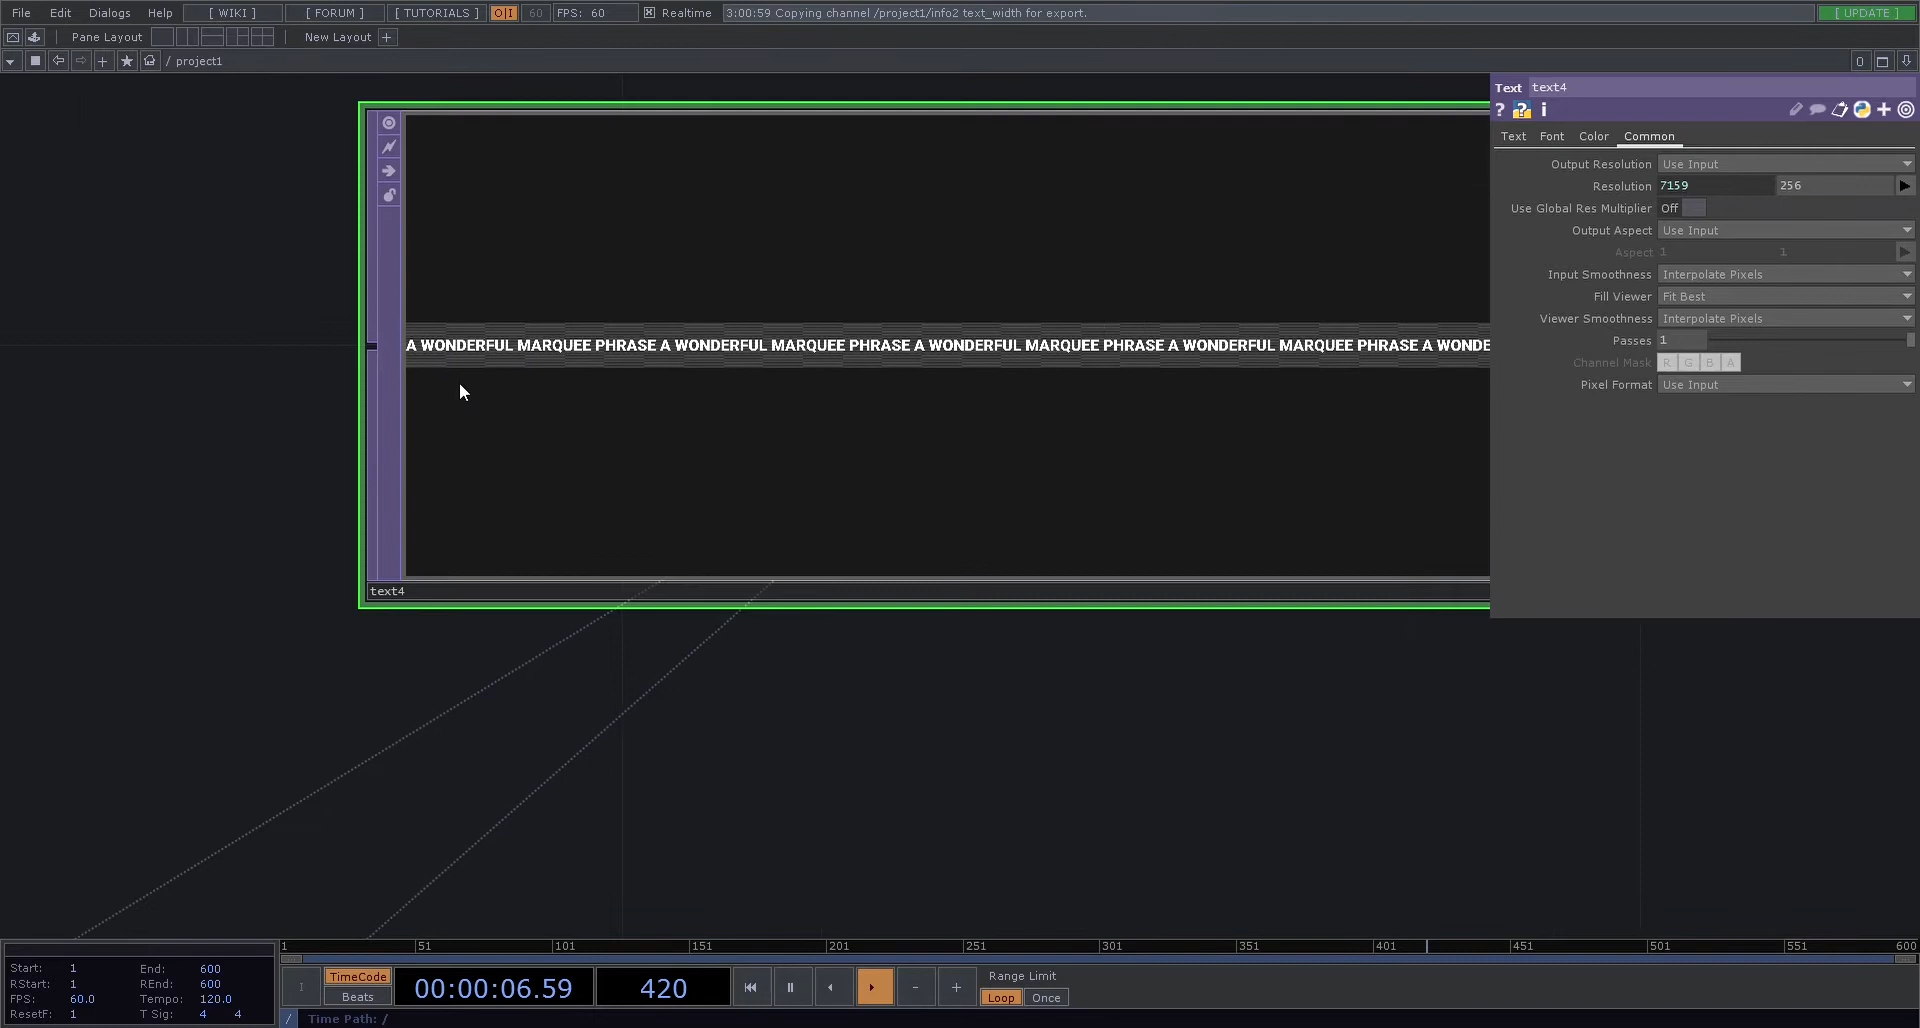 File Edit Dialogs Help [ WIKI ] [ FORUM ] [ TUTORIALS ] O|I 60 FPS: 60 Realtime 3:00:59 Copying channel /project1/info2 text_width for export. [ UPDATE ]
Pane Layout New Layout +
/ project1 0
Text text4
? ? i
Text Font Color Common
Output Resolution Use Input
Resolution 7159 256
Use Global Res Multiplier Off
Output Aspect Use Input
Aspect 1 1
Input Smoothness Interpolate Pixels
Fill Viewer Fit Best
Viewer Smoothness Interpolate Pixels
Passes 1
Channel Mask R G B A
Pixel Format Use Input
A WONDERFUL MARQUEE PHRASE A WONDERFUL MARQUEE PHRASE A WONDERFUL MARQUEE PHRASE A WONDERFUL MARQUEE PHRASE A WONDE
text4
1 51 101 151 201 251 301 351 401 451 501 551 600
Start: 1 End: 600
RStart: 1 REnd: 600
FPS: 60.0 Tempo: 120.0
ResetF: 1 T Sig: 4 4
I TimeCode Beats 00:00:06.59 420 - + Range Limit
Loop Once
/ Time Path: /